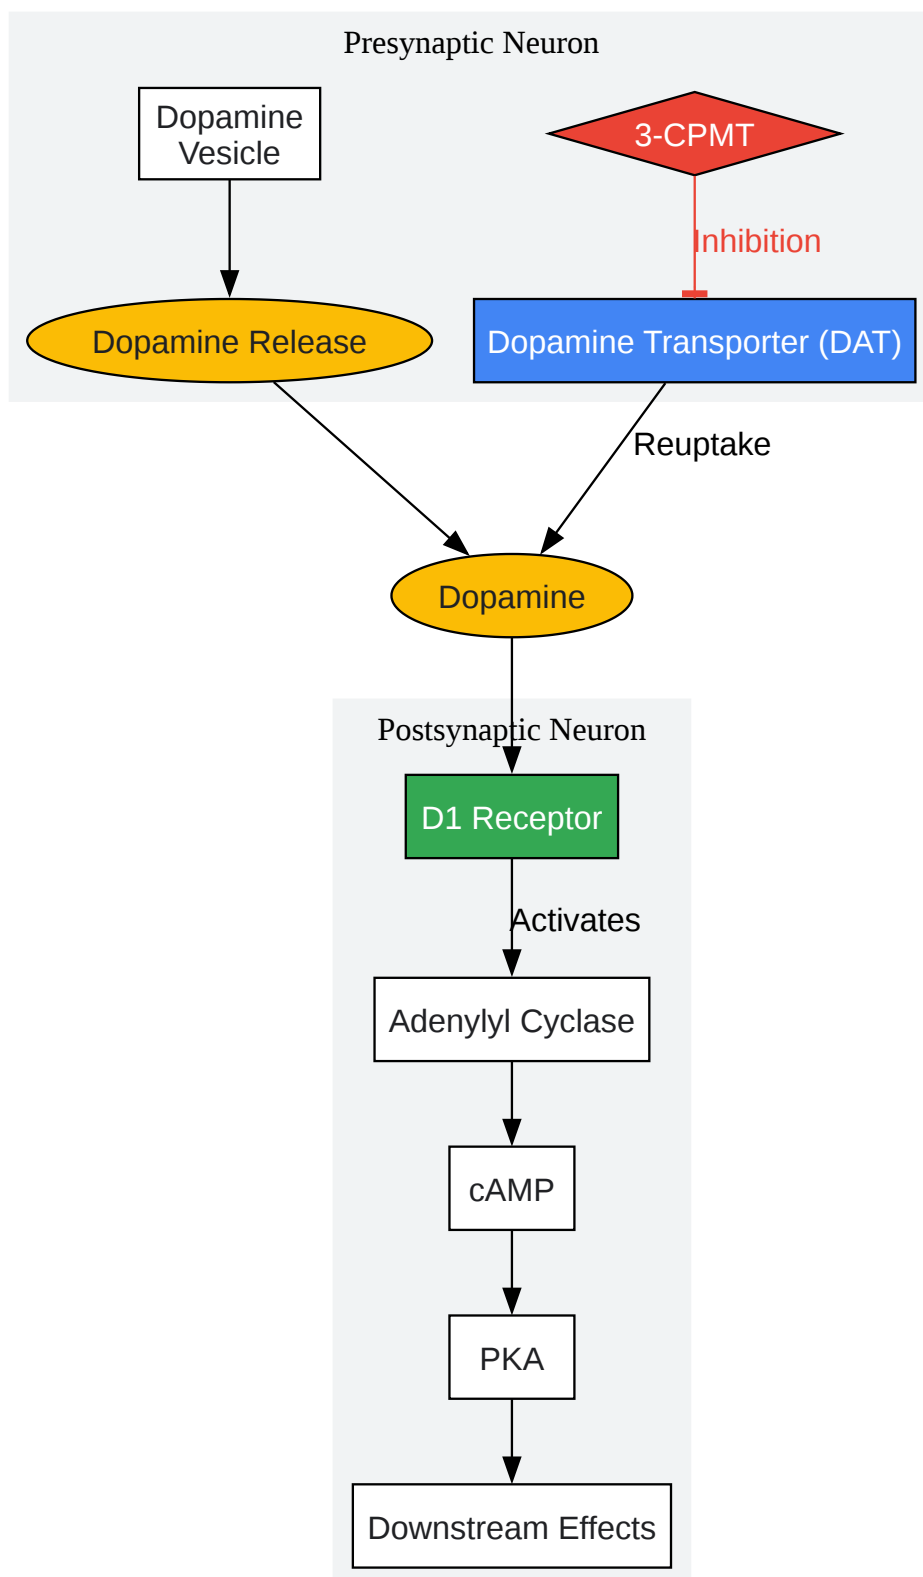 Presynaptic Neuron
Dopamine
Vesicle
3-CPMT
Inhibition
Dopamine Release
Dopamine Transporter (DAT)
Reuptake
Dopamine
Postsynaptic Neuron
D1 Receptor
Activates
Adenylyl Cyclase
cAMP
PKA
Downstream Effects